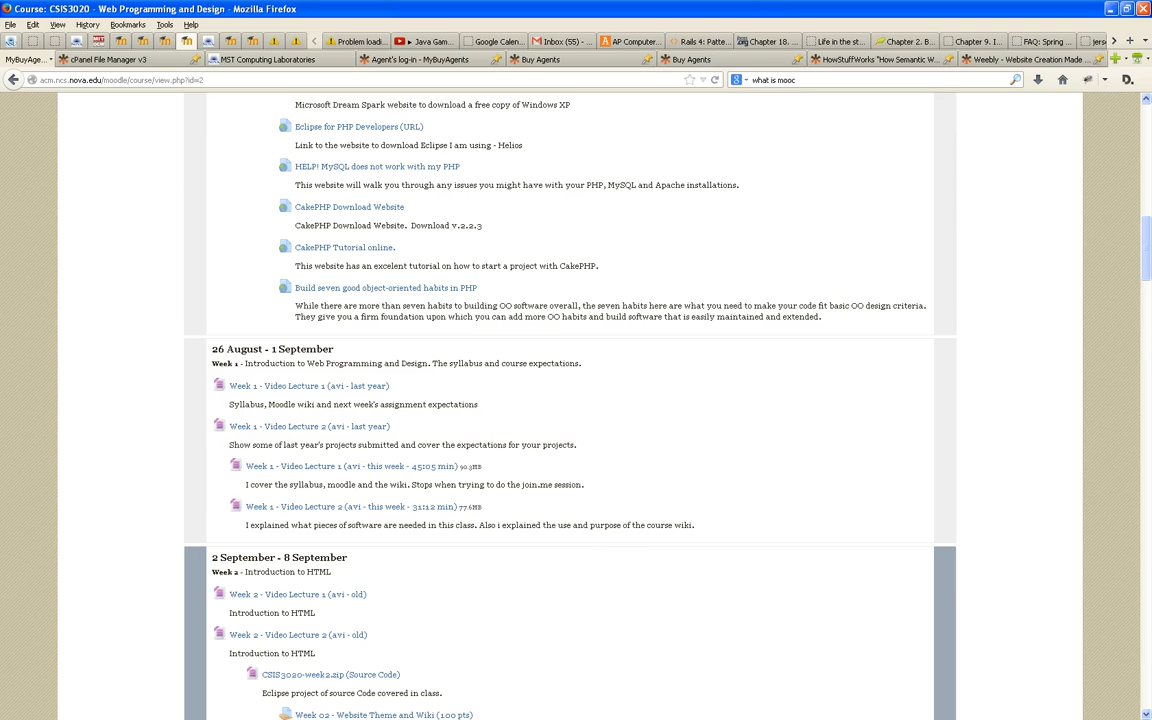 Course: CSIS3020 - Web Programming and Design - Mozilla Firefox
File Edit View History Bookmarks Tools Help
Problem loadi... Java Gam... Google Calen... Inbox (55) - ... AP Computer... Rails 4: Patte... Chapter 18. ... Life in the st... Chapter 2. B... Chapter 9. I... FAQ: Spring ... jerse
MyBuyAge... cPanel File Manager v3 MST Computing Laboratories Agent's log-in - MyBuyAgents Buy Agents Buy Agents HowStuffWorks "How Semantic W... Weebly - Website Creation Made ...
acm.ncs.nova.edu/moodle/course/view.php?id=2
what is mooc
Microsoft Dream Spark website to download a free copy of Windows XP
Eclipse for PHP Developers (URL)
Link to the website to download Eclipse I am using - Helios
HELP! MySQL does not work with my PHP
This website will walk you through any issues you might have with your PHP, MySQL and Apache installations.
CakePHP Download Website
CakePHP Download Website. Download v.2.2.3
CakePHP Tutorial online.
This website has an excelent tutorial on how to start a project with CakePHP.
Build seven good object-oriented habits in PHP
While there are more than seven habits to building OO software overall, the seven habits here are what you need to make your code fit basic OO design criteria.
They give you a firm foundation upon which you can add more OO habits and build software that is easily maintained and extended.
26 August - 1 September
Week 1 - Introduction to Web Programming and Design. The syllabus and course expectations.
Week 1 - Video Lecture 1 (avi - last year)
Syllabus, Moodle wiki and next week's assignment expectations
Week 1 - Video Lecture 2 (avi - last year)
Show some of last year's projects submitted and cover the expectations for your projects.
Week 1 - Video Lecture 1 (avi - this week - 45:05 min) 90.3MB
I cover the syllabus, moodle and the wiki. Stops when trying to do the join.me session.
Week 1 - Video Lecture 2 (avi - this week - 31:12 min) 77.6MB
I explained what pieces of software are needed in this class. Also i explained the use and purpose of the course wiki.
2 September - 8 September
Week 2 - Introduction to HTML
Week 2 - Video Lecture 1 (avi - old)
Introduction to HTML
Week 2 - Video Lecture 2 (avi - old)
Introduction to HTML
CSIS3020-week2.zip (Source Code)
Eclipse project of source Code covered in class.
Week 02 - Website Theme and Wiki (100 pts)